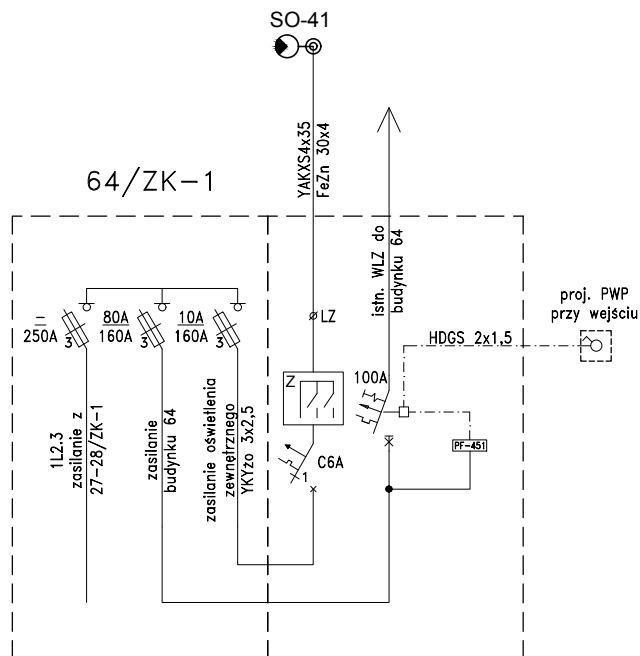 SO-41
64/ZK-1
YAKXS4x35
FeZn 30x4
istn. WLZ do
budynku 64
LZ
proj. PWP
przy wejściu
HDGS 2x1,5
–
250A
3
80A
160A
3
10A
160A
3
Z
100A
PF-451
C6A
1
1L2.3
zasilanie z
27-28/ZK-1
zasilanie
budynku 64
zasilanie oświetlenia
zewnętrznego
YKYżo 3x2,5